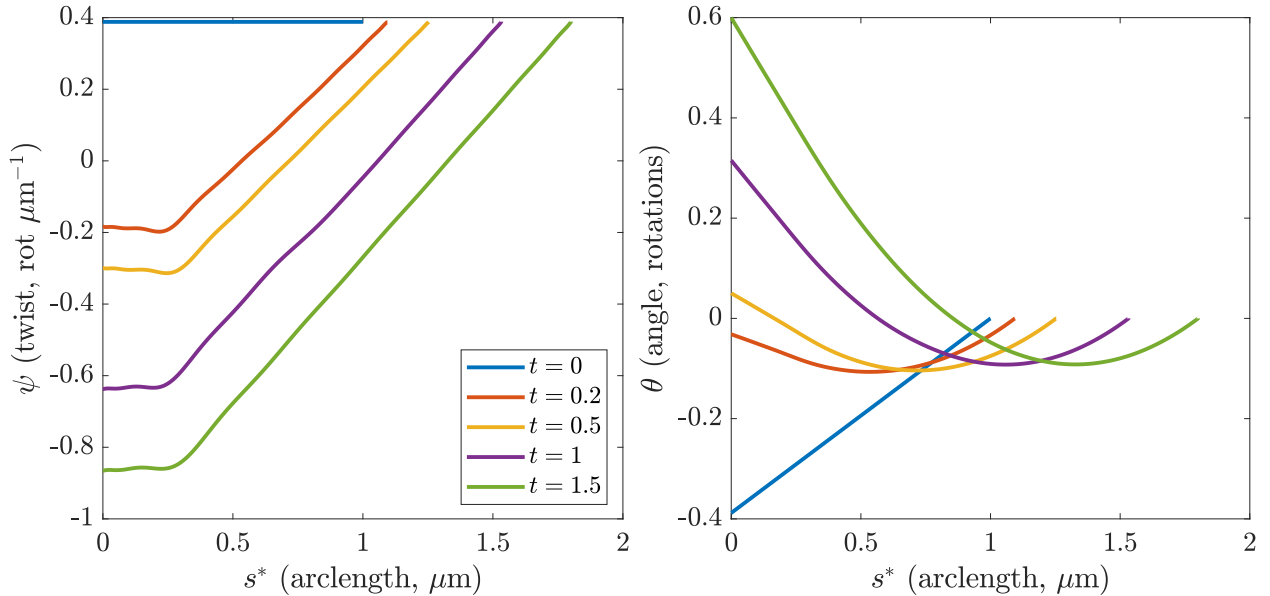 0.4
0.2
0
-0.2
-0.4
-0.6
-0.8
-1
ψ (twist, rot μm⁻¹)
0 0.5 1 1.5 2
s* (arclength, μm)
t = 0
t = 0.2
t = 0.5
t = 1
t = 1.5
0.6
0.4
0.2
0
-0.2
-0.4
θ (angle, rotations)
0 0.5 1 1.5 2
s* (arclength, μm)